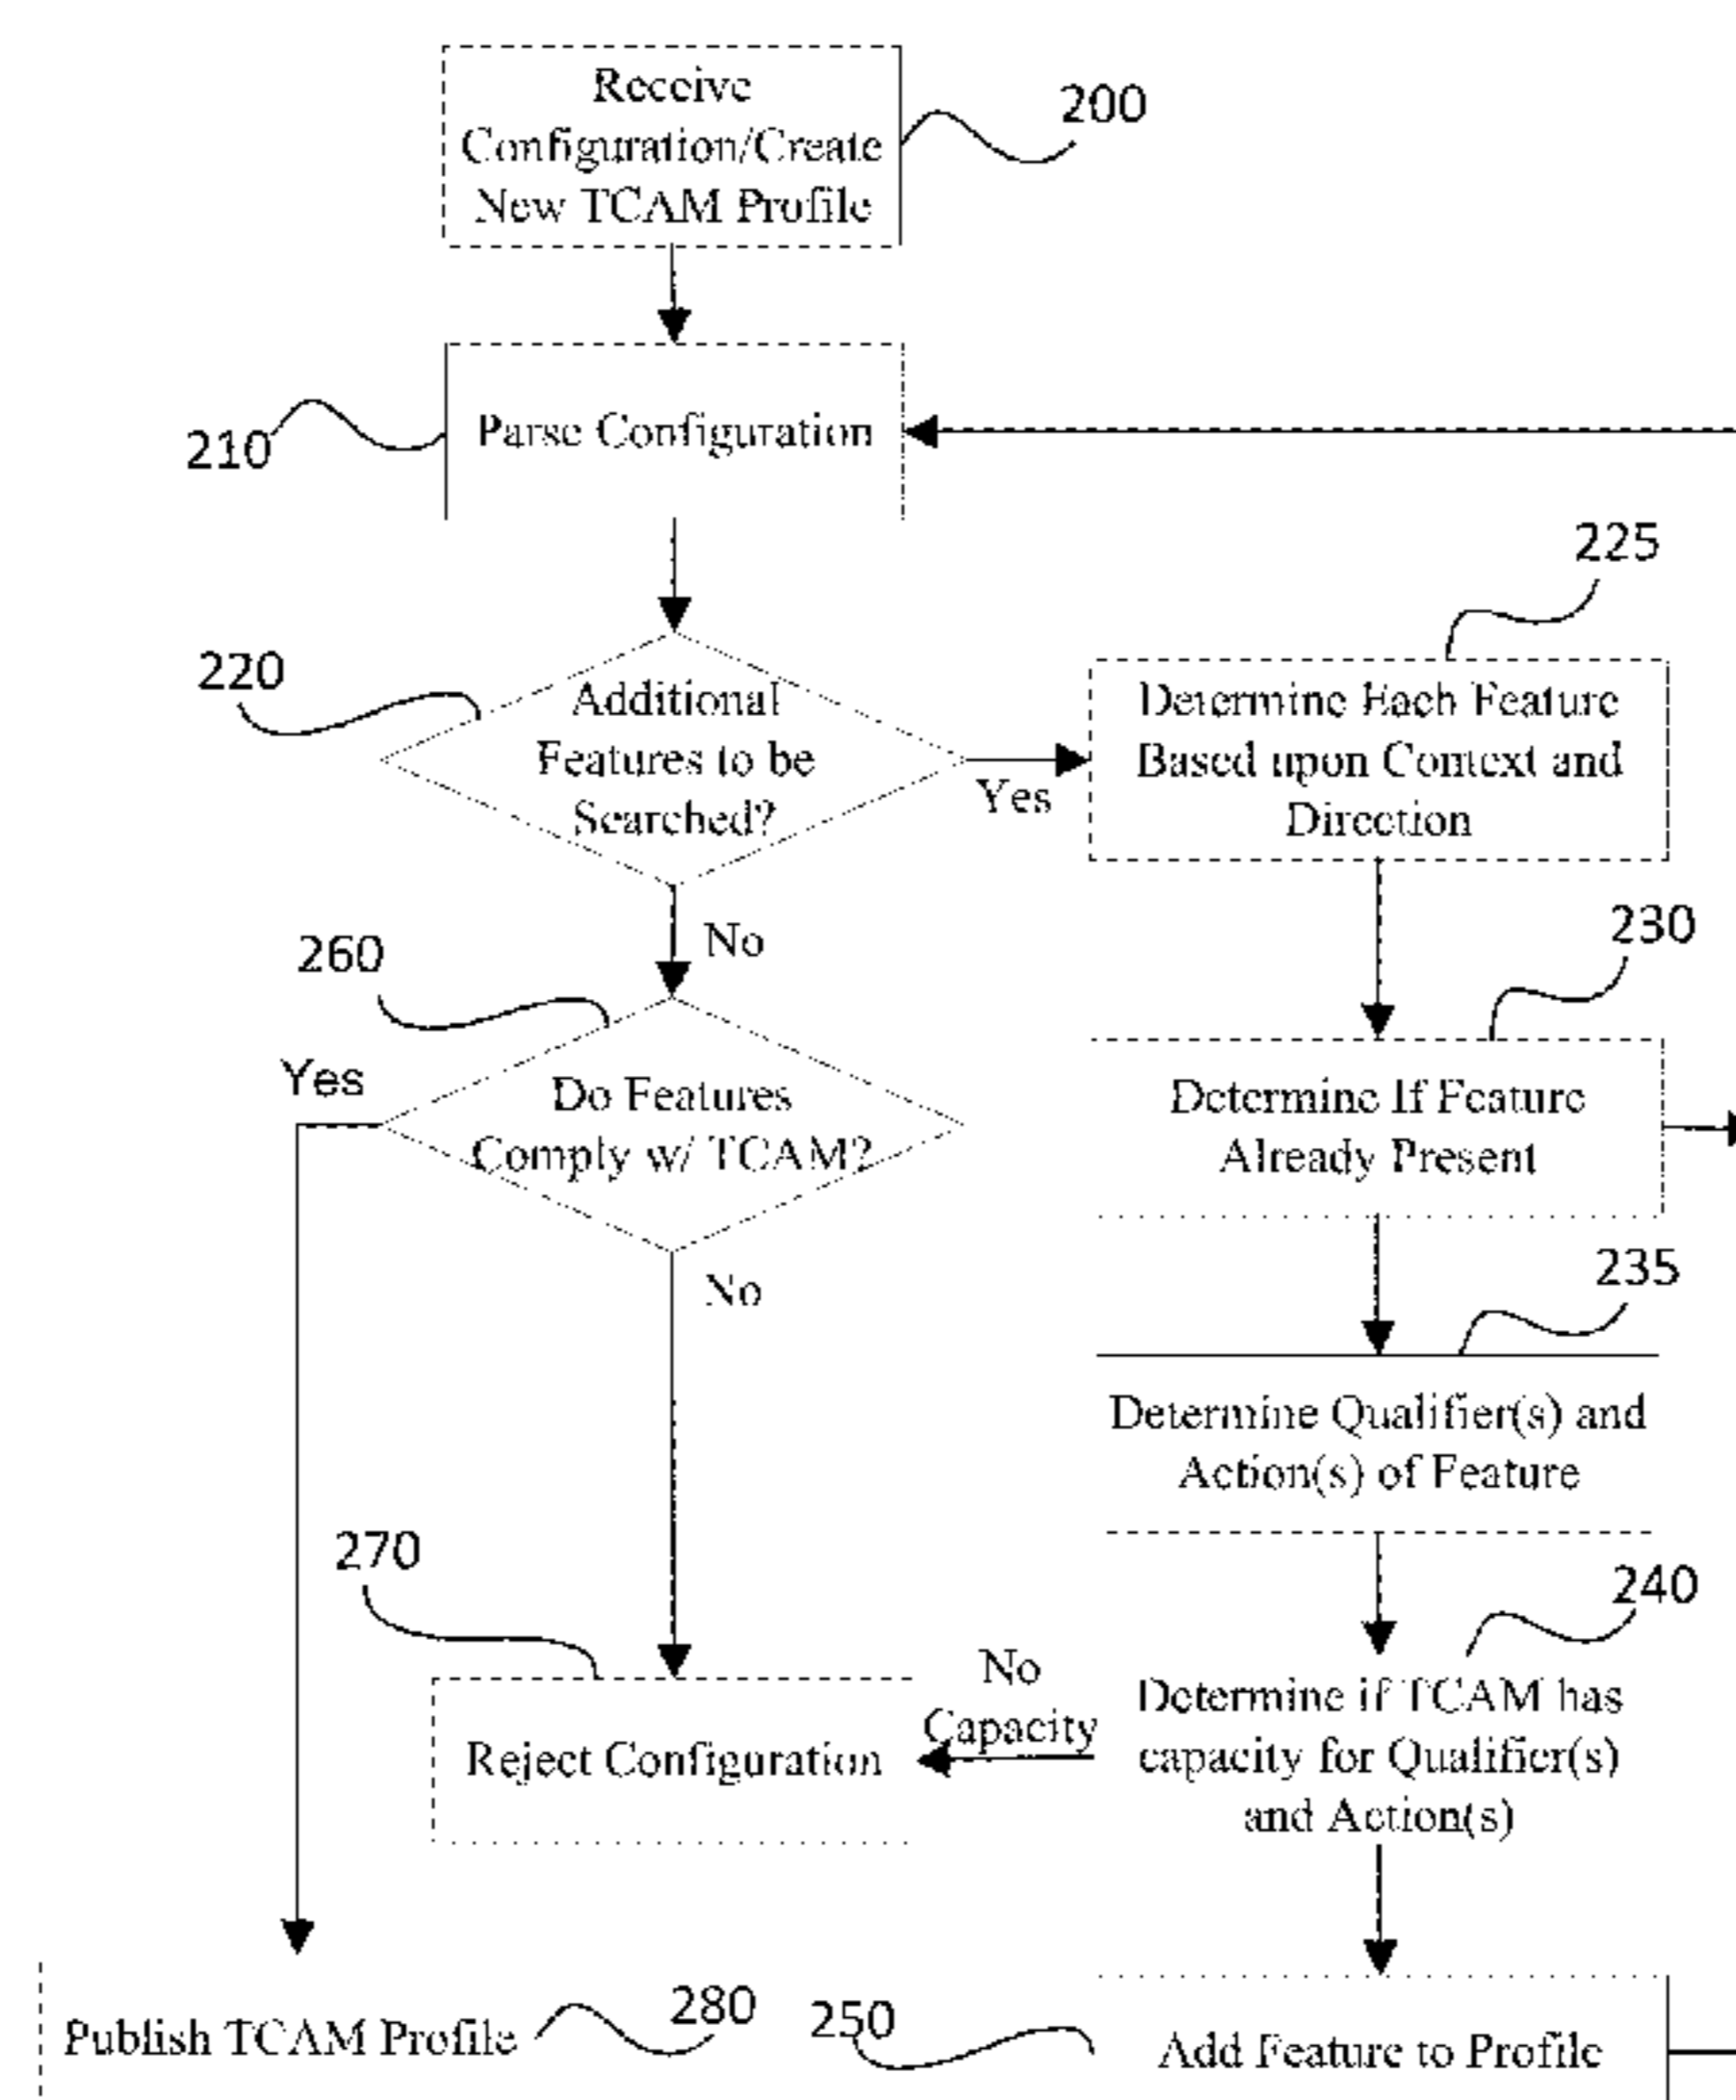 Receive
Configuration/Create
New TCAM Profile
200
Parse Configuration
210
225
220
Additional
Features to be
Searched?
Yes
Determine Each Feature
Based upon Context and
Direction
No
230
260
Yes
Do Features
Comply w/ TCAM?
Determine If Feature
Already Present
No
235
Determine Qualifier(s) and
Action(s) of Feature
270
240
No
Capacity
Reject Configuration
Determine if TCAM has
capacity for Qualifier(s)
and Action(s)
Publish TCAM Profile
280
250
Add Feature to Profile